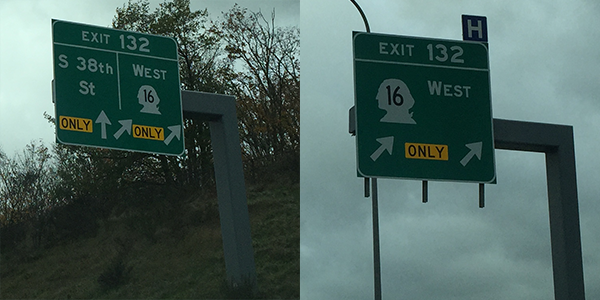 EXIT 132
S 38th
St
WEST
16
ONLY
ONLY
H
EXIT 132
16
WEST
ONLY